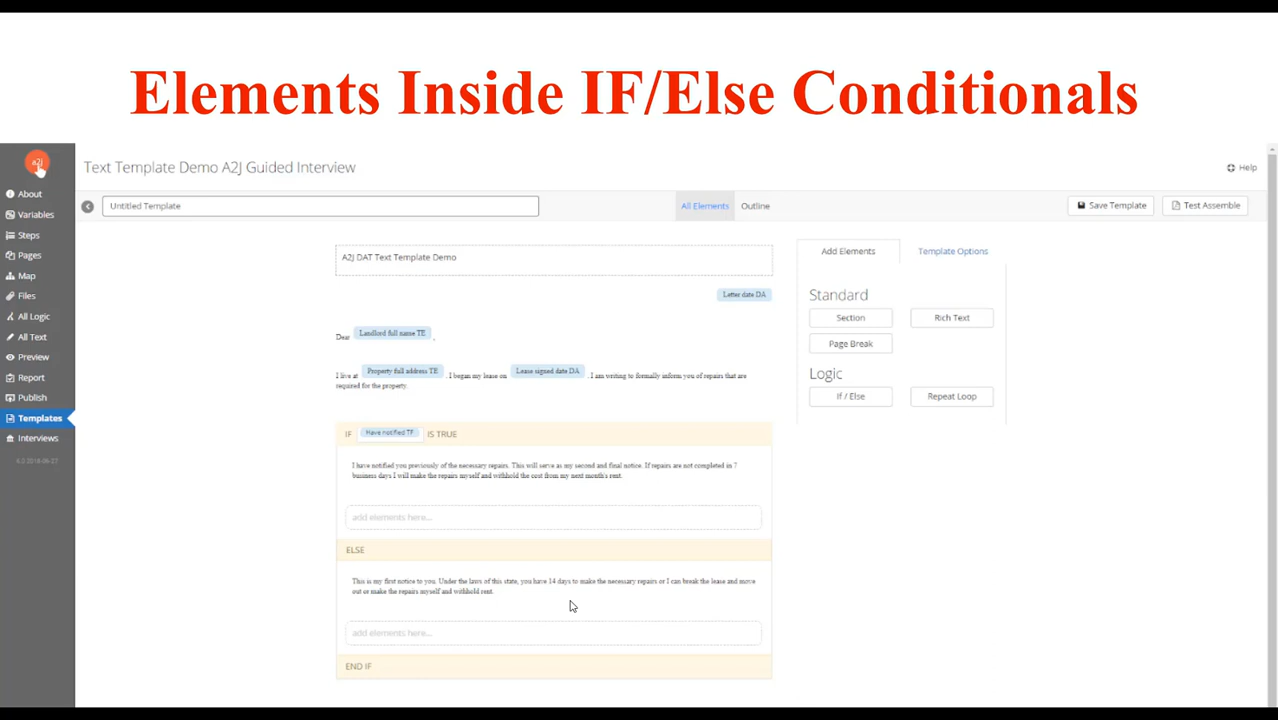 Elements Inside IF/Else Conditionals
A2J
Text Template Demo A2J Guided Interview
Help
About
Variables
Steps
Pages
Map
Files
All Logic
All Text
Preview
Report
Publish
Templates
Interviews
4.0 2018-06-27
Untitled Template
All Elements
Outline
Save Template
Test Assemble
A2J DAT Text Template Demo
Letter date DA
Dear Landlord full name TE ,
I live at Property full address TE . I began my lease on Lease signed date DA . I am writing to formally inform you of repairs that are
required for the property.
IF Have notified TF IS TRUE
I have notified you previously of the necessary repairs. This will serve as my second and final notice. If repairs are not completed in 7
business days I will make the repairs myself and withhold the cost from my next month's rent.
add elements here...
ELSE
This is my first notice to you. Under the laws of this state, you have 14 days to make the necessary repairs or I can break the lease and move
out or make the repairs myself and withhold rent.
add elements here...
END IF
Add Elements
Template Options
Standard
Section
Rich Text
Page Break
Logic
If / Else
Repeat Loop